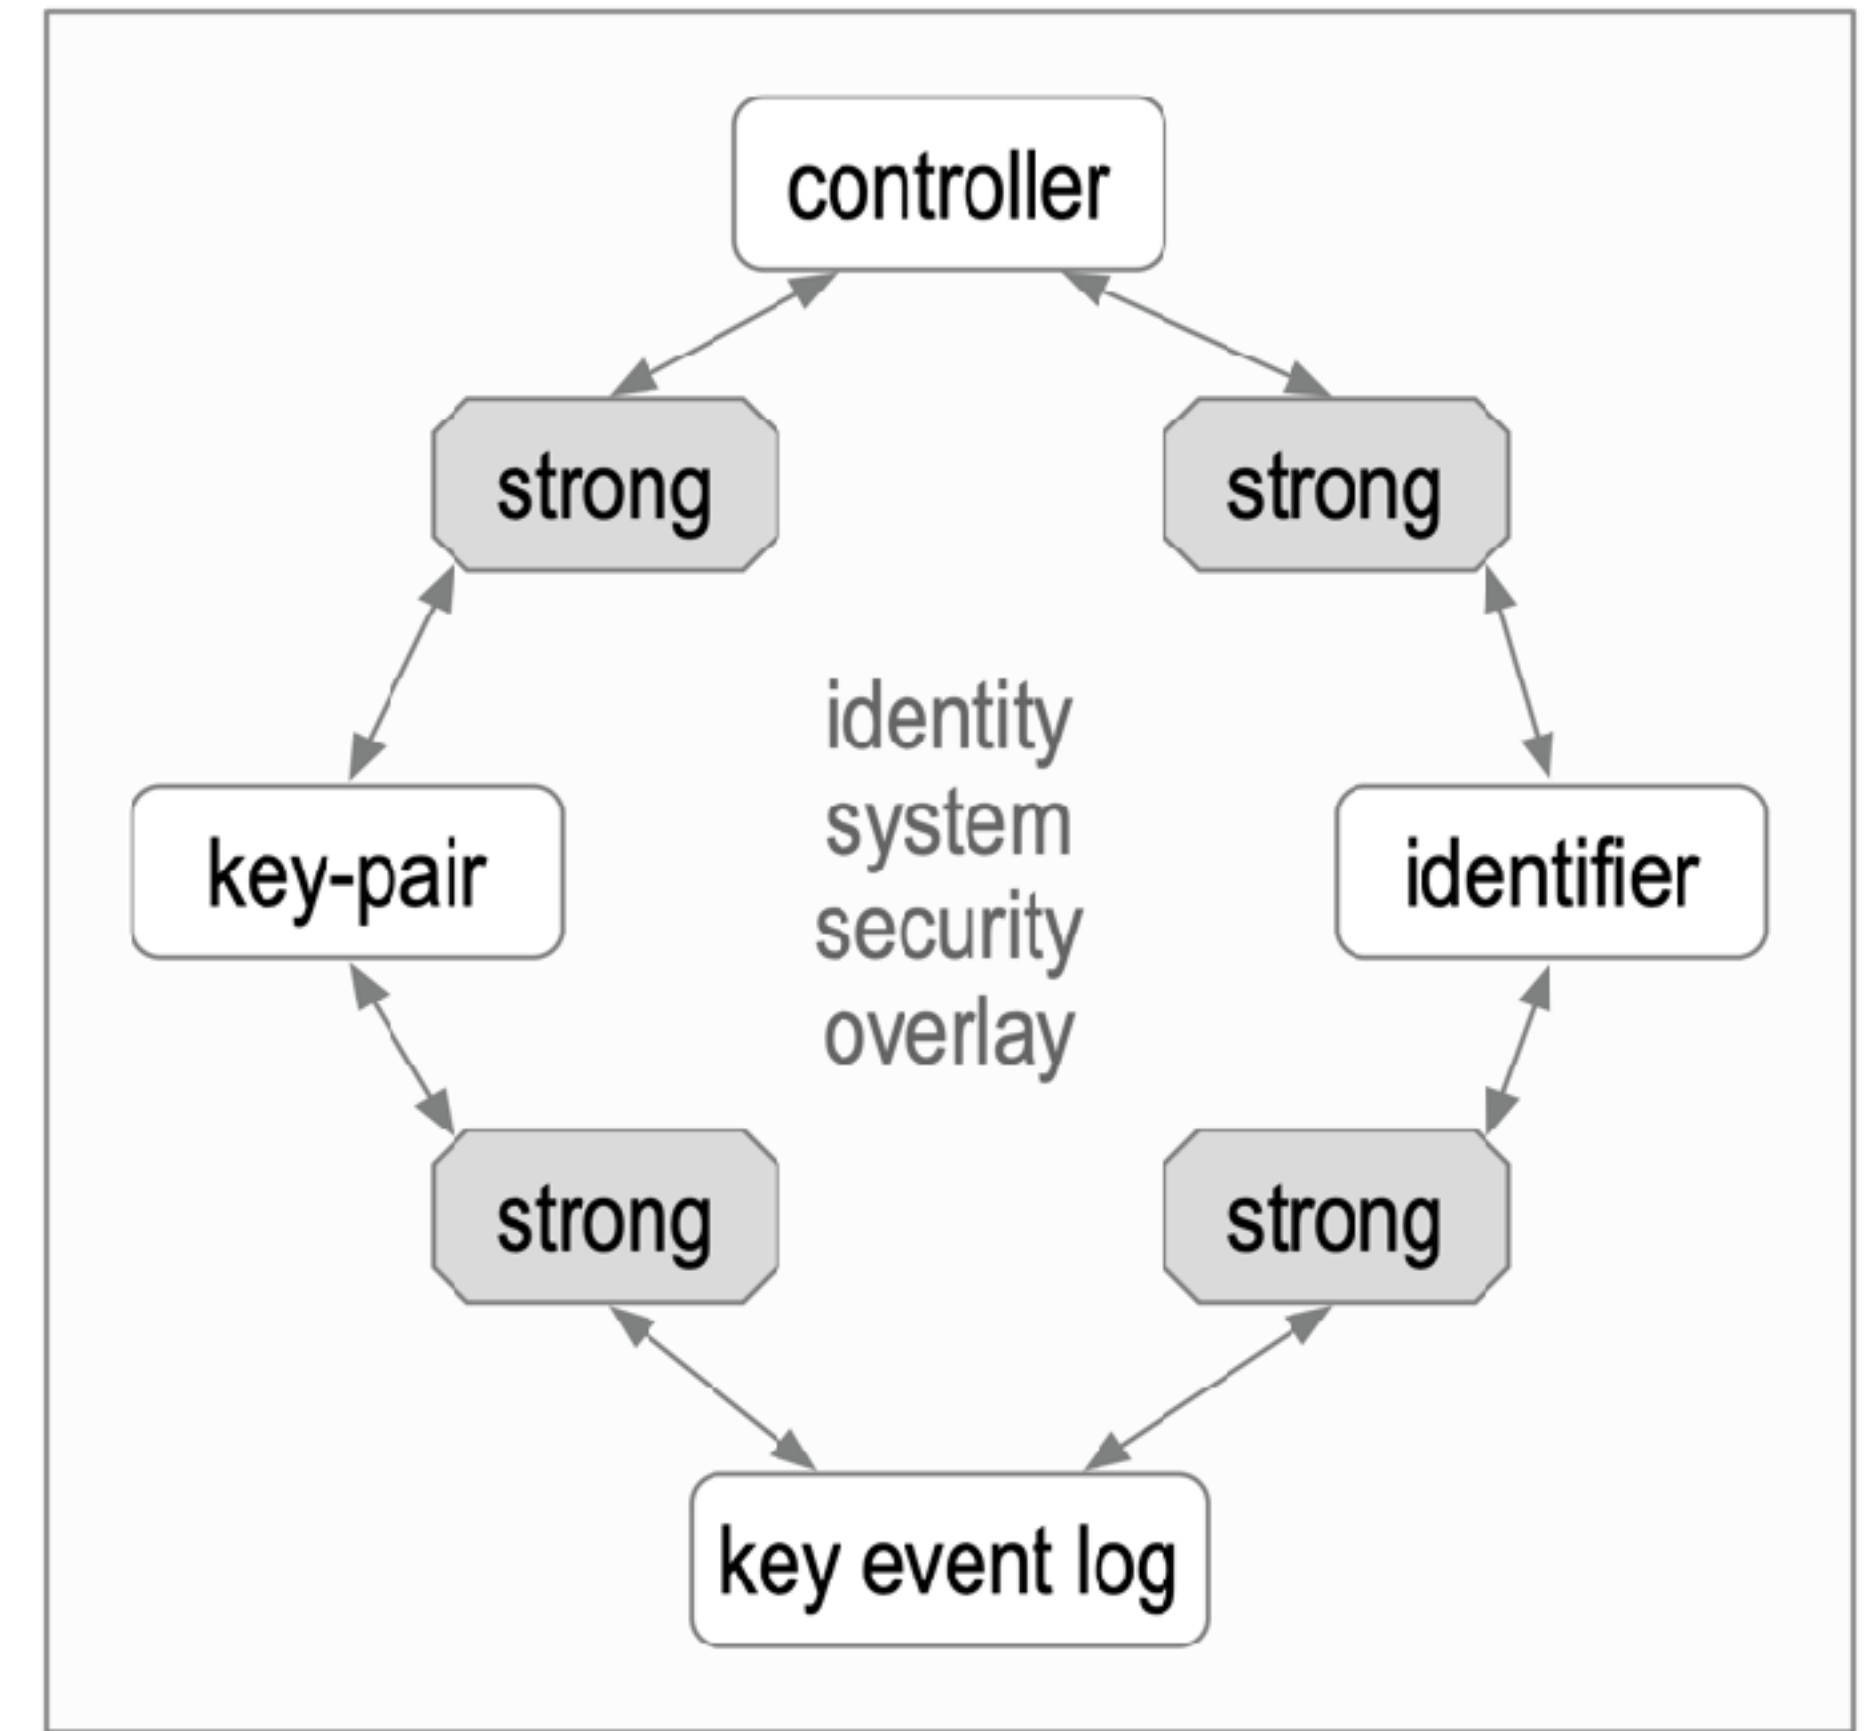 controller
strong
strong
identity
system
security
overlay
key-pair
identifier
strong
strong
key event log